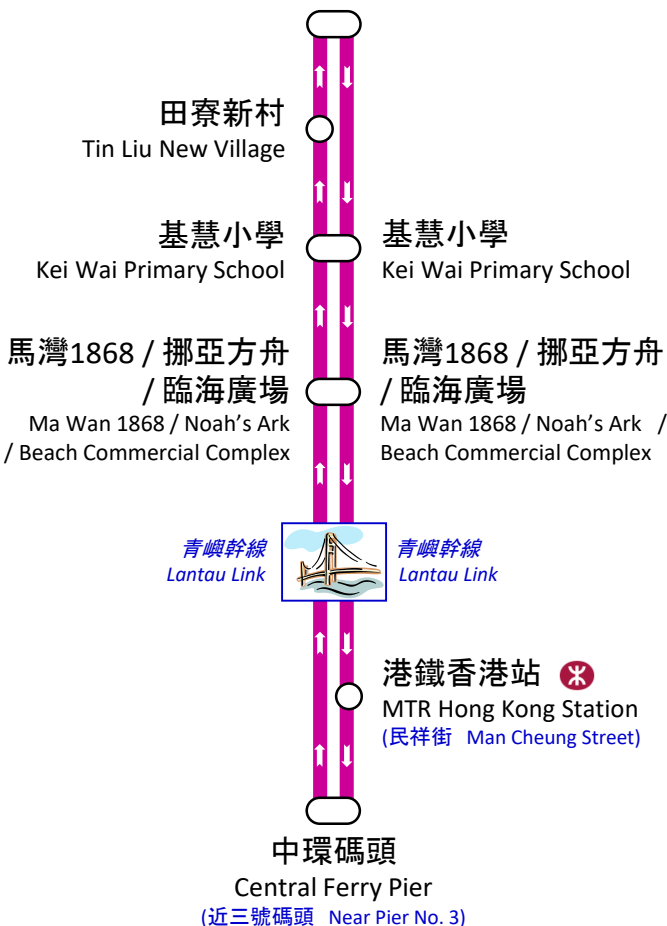 田寮新村
Tin Liu New Village
基慧小學
Kei Wai Primary School
基慧小學
Kei Wai Primary School
馬灣1868 / 挪亞方舟
/ 臨海廣場
Ma Wan 1868 / Noah’s Ark
/ Beach Commercial Complex
馬灣1868 / 挪亞方舟
/ 臨海廣場
Ma Wan 1868 / Noah’s Ark /
Beach Commercial Complex
青嶼幹線
Lantau Link
青嶼幹線
Lantau Link
港鐵香港站
MTR Hong Kong Station
(民祥街 Man Cheung Street)
中環碼頭
Central Ferry Pier
(近三號碼頭 Near Pier No. 3)